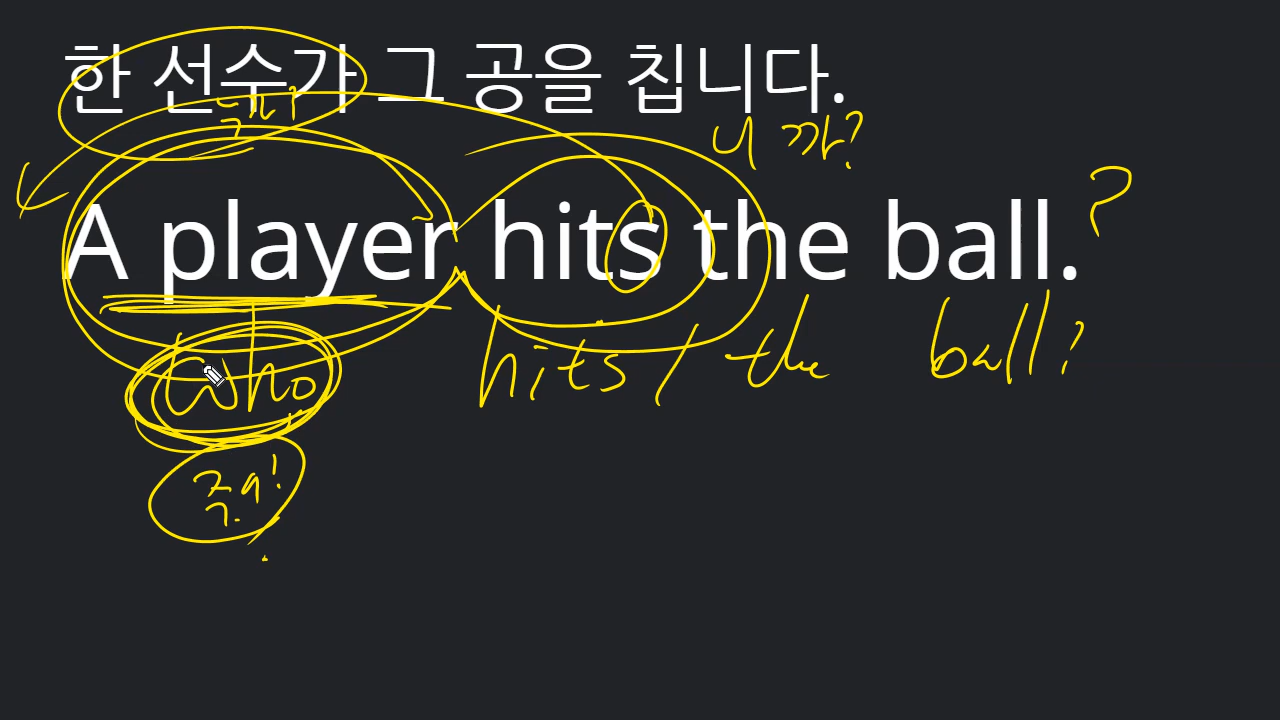 한 선수가 그 공을 칩니다.
누가?
니까?
A player hits the ball.?
who hits / the ball?
주어!